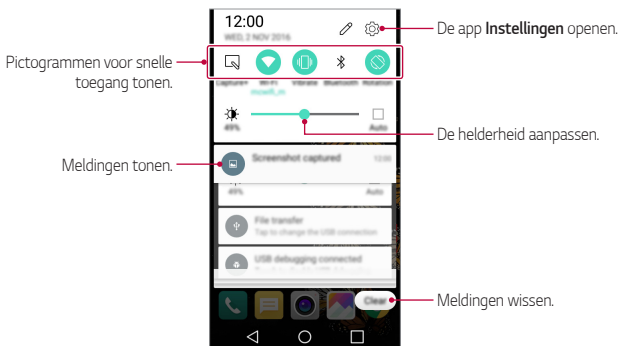 12:00
WED, 2 NOV 2016
De app Instellingen openen.
Pictogrammen voor snelle
toegang tonen.
Capture+ Wi-Fi Vibrate Bluetooth Rotation
49% Auto
De helderheid aanpassen.
Meldingen tonen.
Screenshot captured 12:00
49% Auto
File transfer
Tap to change the USB connection
USB debugging connected
Clear
Meldingen wissen.